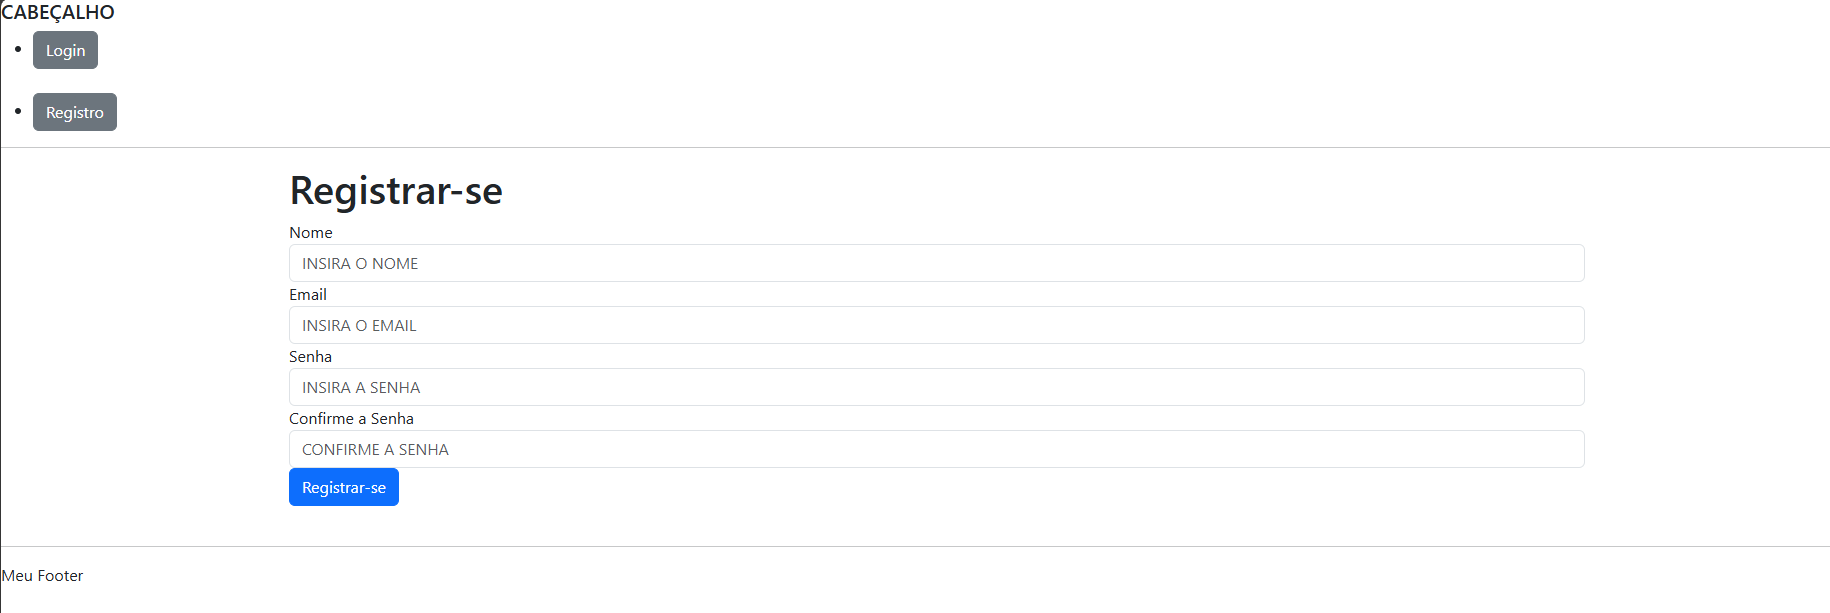 CABEÇALHO
Login
Registro
Registrar-se
Nome
INSIRA O NOME
Email
INSIRA O EMAIL
Senha
INSIRA A SENHA
Confirme a Senha
CONFIRME A SENHA
Registrar-se
Meu Footer